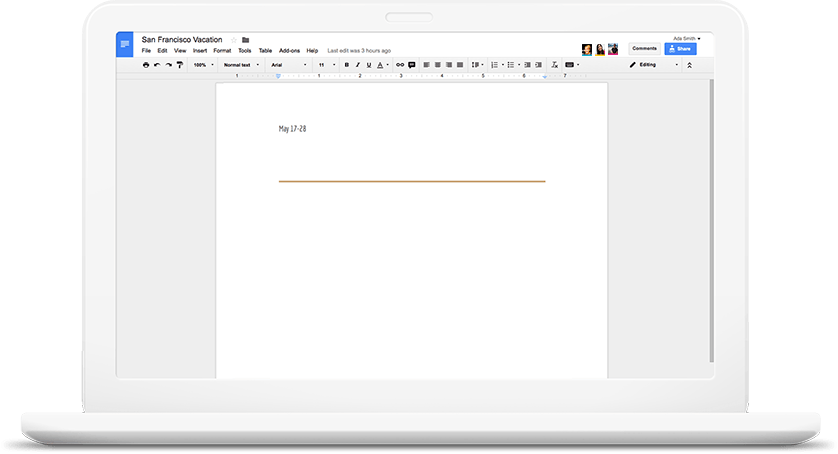 San Francisco Vacation
Ada Smith
File Edit View Insert Format Tools Table Add-ons Help Last edit was 3 hours ago
Comments Share
100% Normal text Arial 11 B I U A Editing
1 1 2 3 4 5 6 7
May 17-28